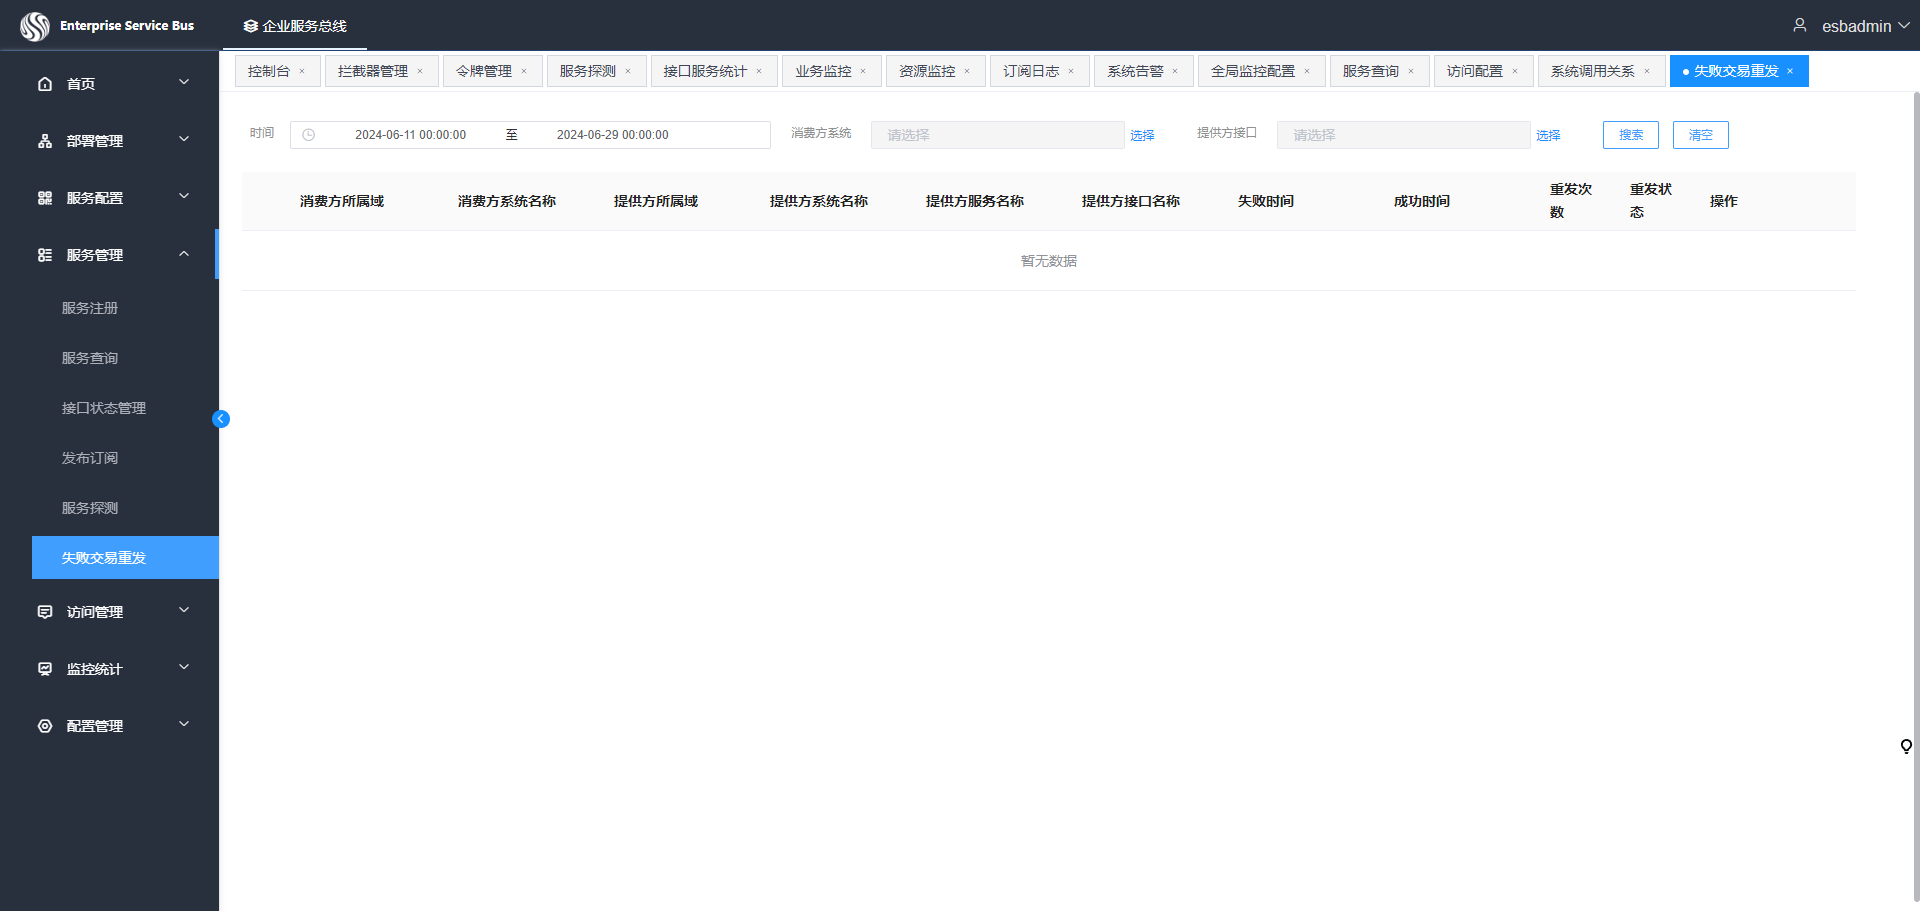 Enterprise Service Bus
企业服务总线
esbadmin
首页
部署管理
服务配置
服务管理
服务注册
服务查询
接口状态管理
发布订阅
服务探测
失败交易重发
访问管理
监控统计
配置管理
控制台 × 拦截器管理 × 令牌管理 × 服务探测 × 接口服务统计 × 业务监控 × 资源监控 × 订阅日志 × 系统告警 × 全局监控配置 × 服务查询 × 访问配置 × 系统调用关系 × 失败交易重发 ×
时间 2024-06-11 00:00:00 至 2024-06-29 00:00:00 消费方系统 请选择 选择 提供方接口 请选择 选择 搜索 清空
消费方所属域 消费方系统名称 提供方所属域 提供方系统名称 提供方服务名称 提供方接口名称 失败时间 成功时间 重发次数 重发状态 操作
暂无数据